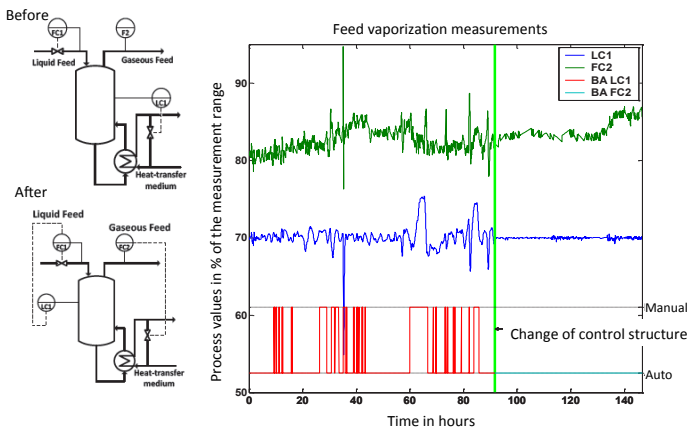 Before
FC1
F2
Liquid Feed
Gaseous Feed
LC1
Heat-transfer
medium
After
Liquid Feed
Gaseous Feed
FC1
FC2
LC1
Heat-transfer
medium
Feed vaporization measurements
Process values in % of the measurement range
90
80
70
60
50
LC1
FC2
BA LC1
BA FC2
Manual
Change of control structure
Auto
0
20
40
60
80
100
120
140
Time in hours